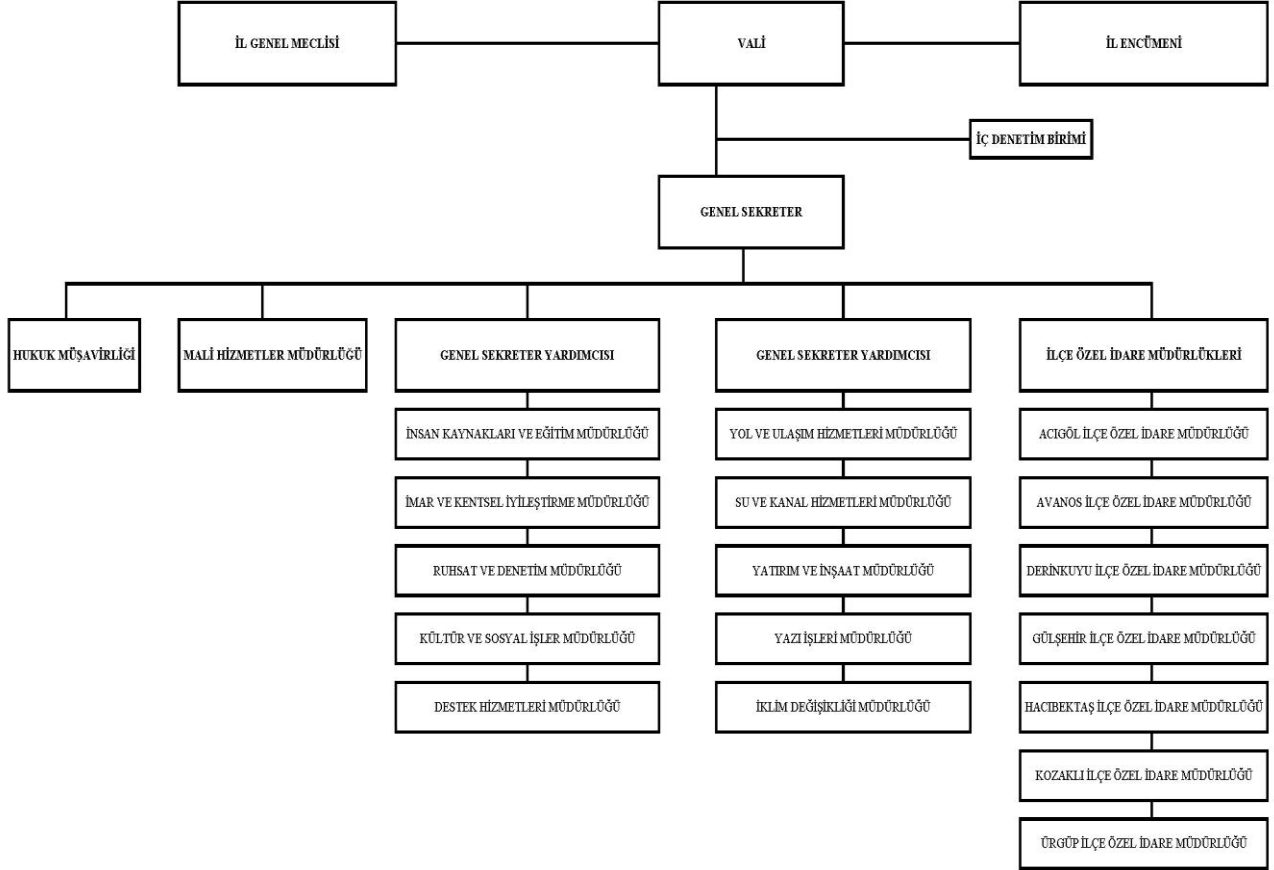 İL GENEL MECLİSİ
VALİ
İL ENCÜMENİ
İÇ DENETİM BİRİMİ
GENEL SEKRETER
HUKUK MÜŞAVİRLİĞİ
MALİ HİZMETLER MÜDÜRLÜĞÜ
GENEL SEKRETER YARDIMCISI
GENEL SEKRETER YARDIMCISI
İLÇE ÖZEL İDARE MÜDÜRLÜKLERİ
İNSAN KAYNAKLARI VE EĞİTİM MÜDÜRLÜĞÜ
İMAR VE KENTSEL İYİLEŞTİRME MÜDÜRLÜĞÜ
RUHSAT VE DENETİM MÜDÜRLÜĞÜ
KÜLTÜR VE SOSYAL İŞLER MÜDÜRLÜĞÜ
DESTEK HİZMETLERİ MÜDÜRLÜĞÜ
YOL VE ULAŞIM HİZMETLERİ MÜDÜRLÜĞÜ
SU VE KANAL HİZMETLERİ MÜDÜRLÜĞÜ
YATIRIM VE İNŞAAT MÜDÜRLÜĞÜ
YAZI İŞLERİ MÜDÜRLÜĞÜ
İKLİM DEĞİŞİKLİĞİ MÜDÜRLÜĞÜ
ACIGÖL İLÇE ÖZEL İDARE MÜDÜRLÜĞÜ
AVANOS İLÇE ÖZEL İDARE MÜDÜRLÜĞÜ
DERİNKUYU İLÇE ÖZEL İDARE MÜDÜRLÜĞÜ
GÜLŞEHİR İLÇE ÖZEL İDARE MÜDÜRLÜĞÜ
HACIBEKTAŞ İLÇE ÖZEL İDARE MÜDÜRLÜĞÜ
KOZAKLI İLÇE ÖZEL İDARE MÜDÜRLÜĞÜ
ÜRGÜP İLÇE ÖZEL İDARE MÜDÜRLÜĞÜ